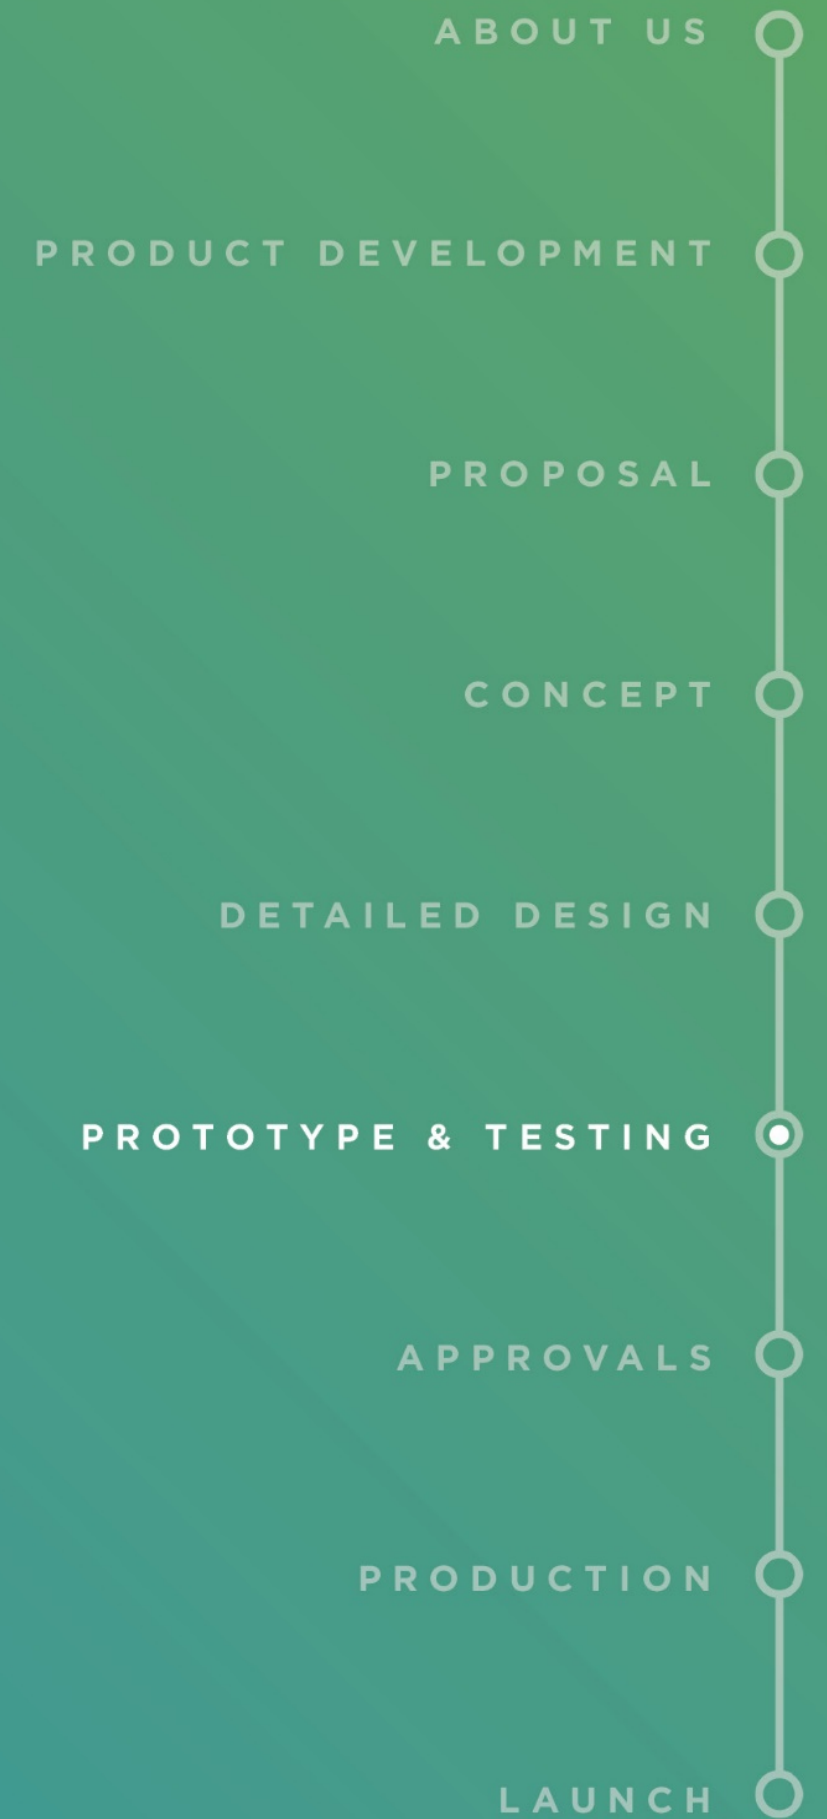 ABOUT US
PRODUCT DEVELOPMENT
PROPOSAL
CONCEPT
DETAILED DESIGN
PROTOTYPE & TESTING
APPROVALS
PRODUCTION
LAUNCH